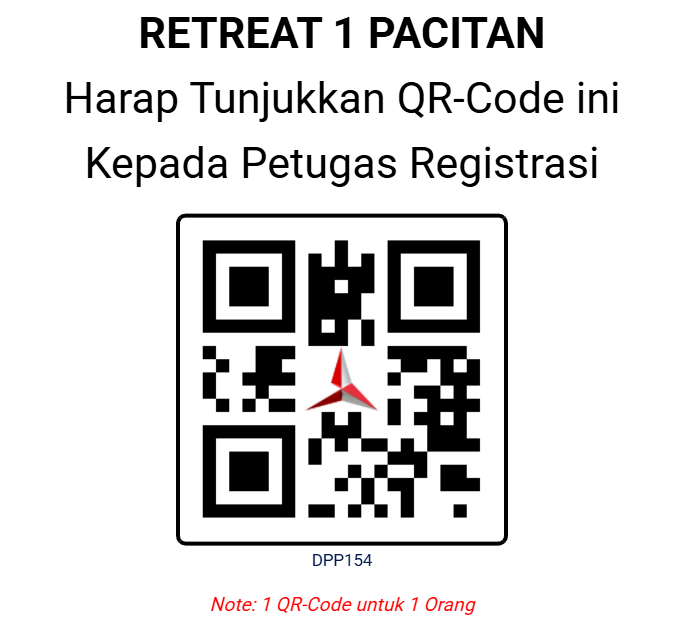 RETREAT 1 PACITAN
Harap Tunjukkan QR-Code ini
Kepada Petugas Registrasi
DPP154
Note: 1 QR-Code untuk 1 Orang